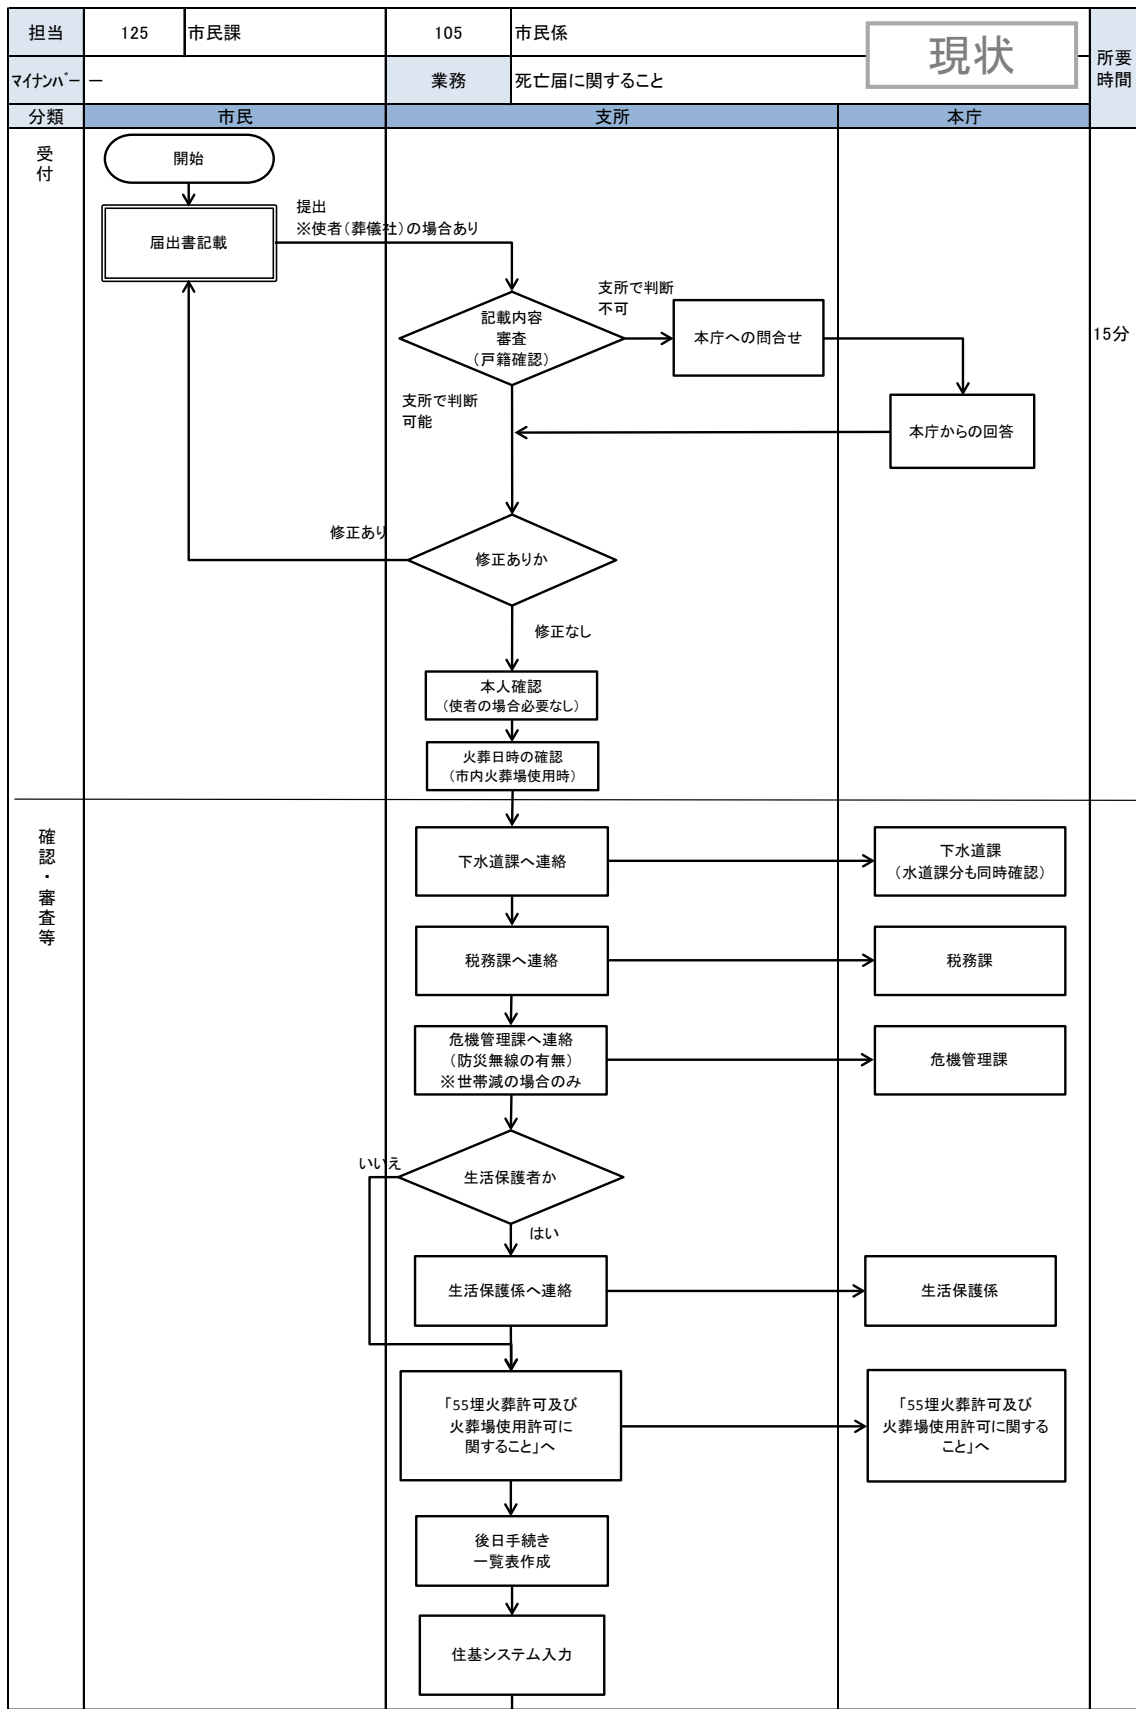 担当 125 市民課 105 市民係
現状
所要
時間
マイナンバー － 業務 死亡届に関すること
分類 市民 支所 本庁
受付
開始
届出書記載
提出
※使者（葬儀社）の場合あり
記載内容
審査
（戸籍確認）
支所で判断
不可
本庁への問合せ
15分
支所で判断
可能
本庁からの回答
修正あり
修正ありか
修正なし
本人確認
（使者の場合必要なし）
火葬日時の確認
（市内火葬場使用時）
確認・審査等
下水道課へ連絡
下水道課
（水道課分も同時確認）
税務課へ連絡
税務課
危機管理課へ連絡
（防災無線の有無）
※世帯減の場合のみ
危機管理課
いいえ
生活保護者か
はい
生活保護係へ連絡
生活保護係
「55埋火葬許可及び
火葬場使用許可に
関すること」へ
「55埋火葬許可及び
火葬場使用許可に関する
こと」へ
後日手続き
一覧表作成
住基システム入力